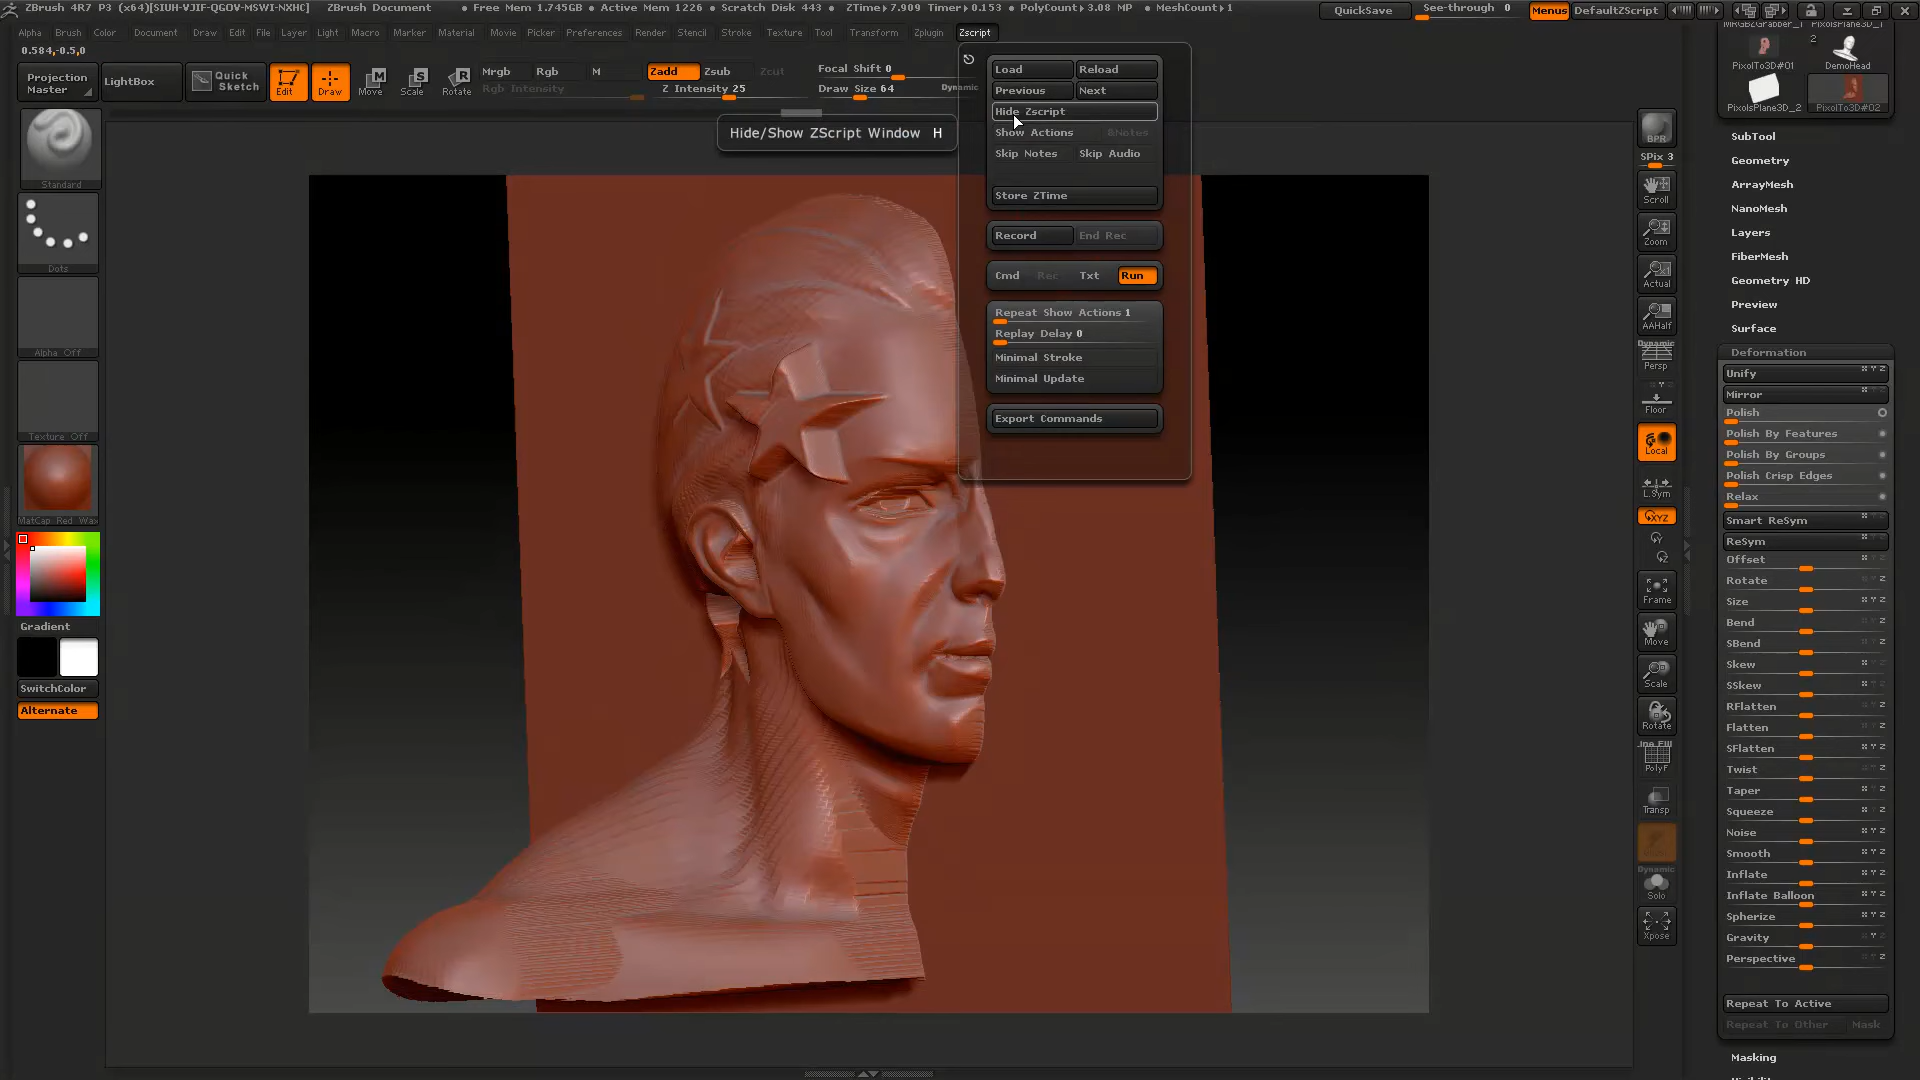 ZBrush 4R7 P3 (x64)[SIUH-VJIF-QGOV-MSWI-NXHC] ZBrush Document • Free Mem 1.745GB • Active Mem 1226 • Scratch Disk 443 • ZTime▸7.909 Timer▸0.153 • PolyCount▸3.08 MP • MeshCount▸1 QuickSave See-through 0 Menus DefaultZScript
Alpha Brush Color Document Draw Edit File Layer Light Macro Marker Material Movie Picker Preferences Render Stencil Stroke Texture Tool Transform Zplugin Zscript
0.584,-0.5,0
Projection Master
LightBox
Quick Sketch
Edit
Draw
Move
Scale
Rotate
Mrgb Rgb M
Rgb Intensity
Zadd Zsub Zcut
Z Intensity 25
Focal Shift 0
Draw Size 64
Dynamic
Standard
Dots
Alpha Off
Texture Off
MatCap Red Wax
Gradient
SwitchColor
Alternate
Hide/Show ZScript Window H
Load Reload
Previous Next
Hide Zscript
Show Actions &Notes
Skip Notes Skip Audio
Store ZTime
Record End Rec
Cmd Rec Txt Run
Repeat Show Actions 1
Replay Delay 0
Minimal Stroke
Minimal Update
Export Commands
BPR
SPix 3
Scroll
Zoom
Actual
AAHalf
Dynamic
Persp
Floor
Local
L.Sym
XYZ
Frame
Move
Scale
Rotate
PolyF
Transp
Dynamic
Solo
Xpose
PixolTo3D#01
2
DemoHead
PixolsPlane3D_2
PixolTo3D#02
SubTool
Geometry
ArrayMesh
NanoMesh
Layers
FiberMesh
Geometry HD
Preview
Surface
Deformation
Unify
Mirror
Polish
Polish By Features
Polish By Groups
Polish Crisp Edges
Relax
Smart ReSym
ReSym
Offset
Rotate
Size
Bend
SBend
Skew
SSkew
RFlatten
Flatten
SFlatten
Twist
Taper
Squeeze
Noise
Smooth
Inflate
Inflate Balloon
Spherize
Gravity
Perspective
Repeat To Active
Repeat To Other Mask
Masking